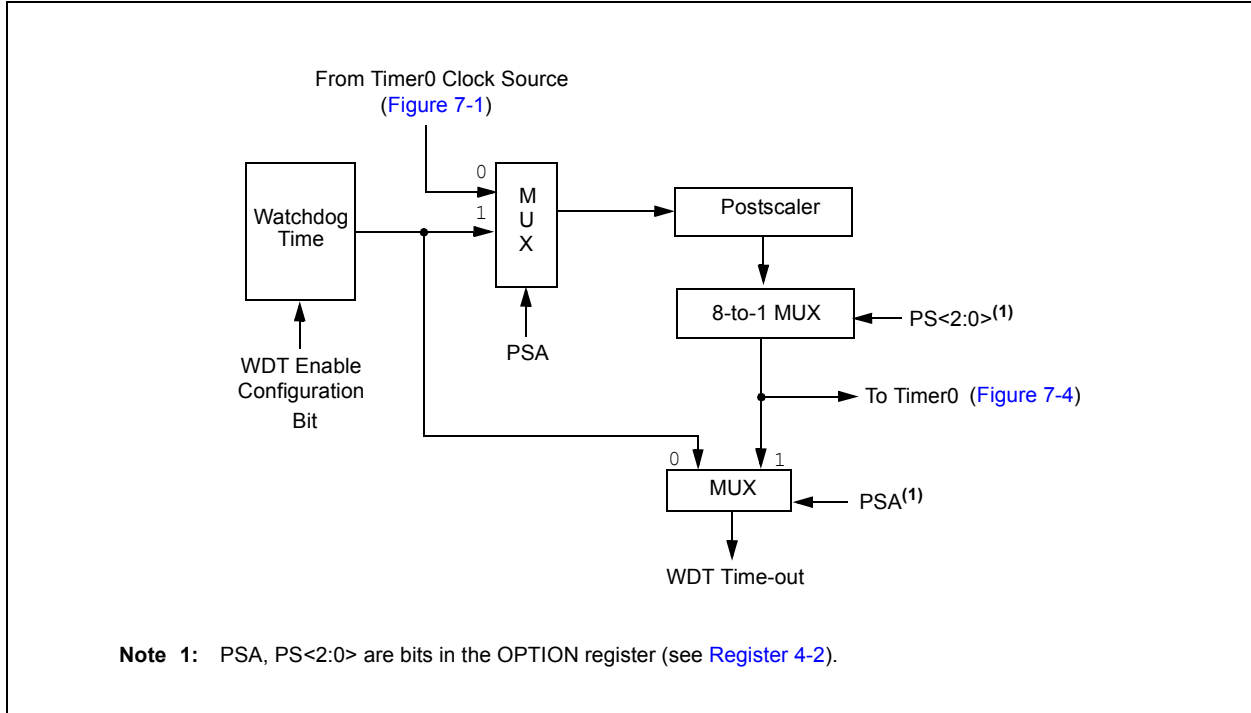 From Timer0 Clock Source
(Figure 7-1)
0
1
M
U
X
Watchdog
Time
Postscaler
8-to-1 MUX
PS<2:0>(1)
PSA
WDT Enable
Configuration
Bit
To Timer0 (Figure 7-4)
0
1
MUX
PSA(1)
WDT Time-out
Note 1: PSA, PS<2:0> are bits in the OPTION register (see Register 4-2).